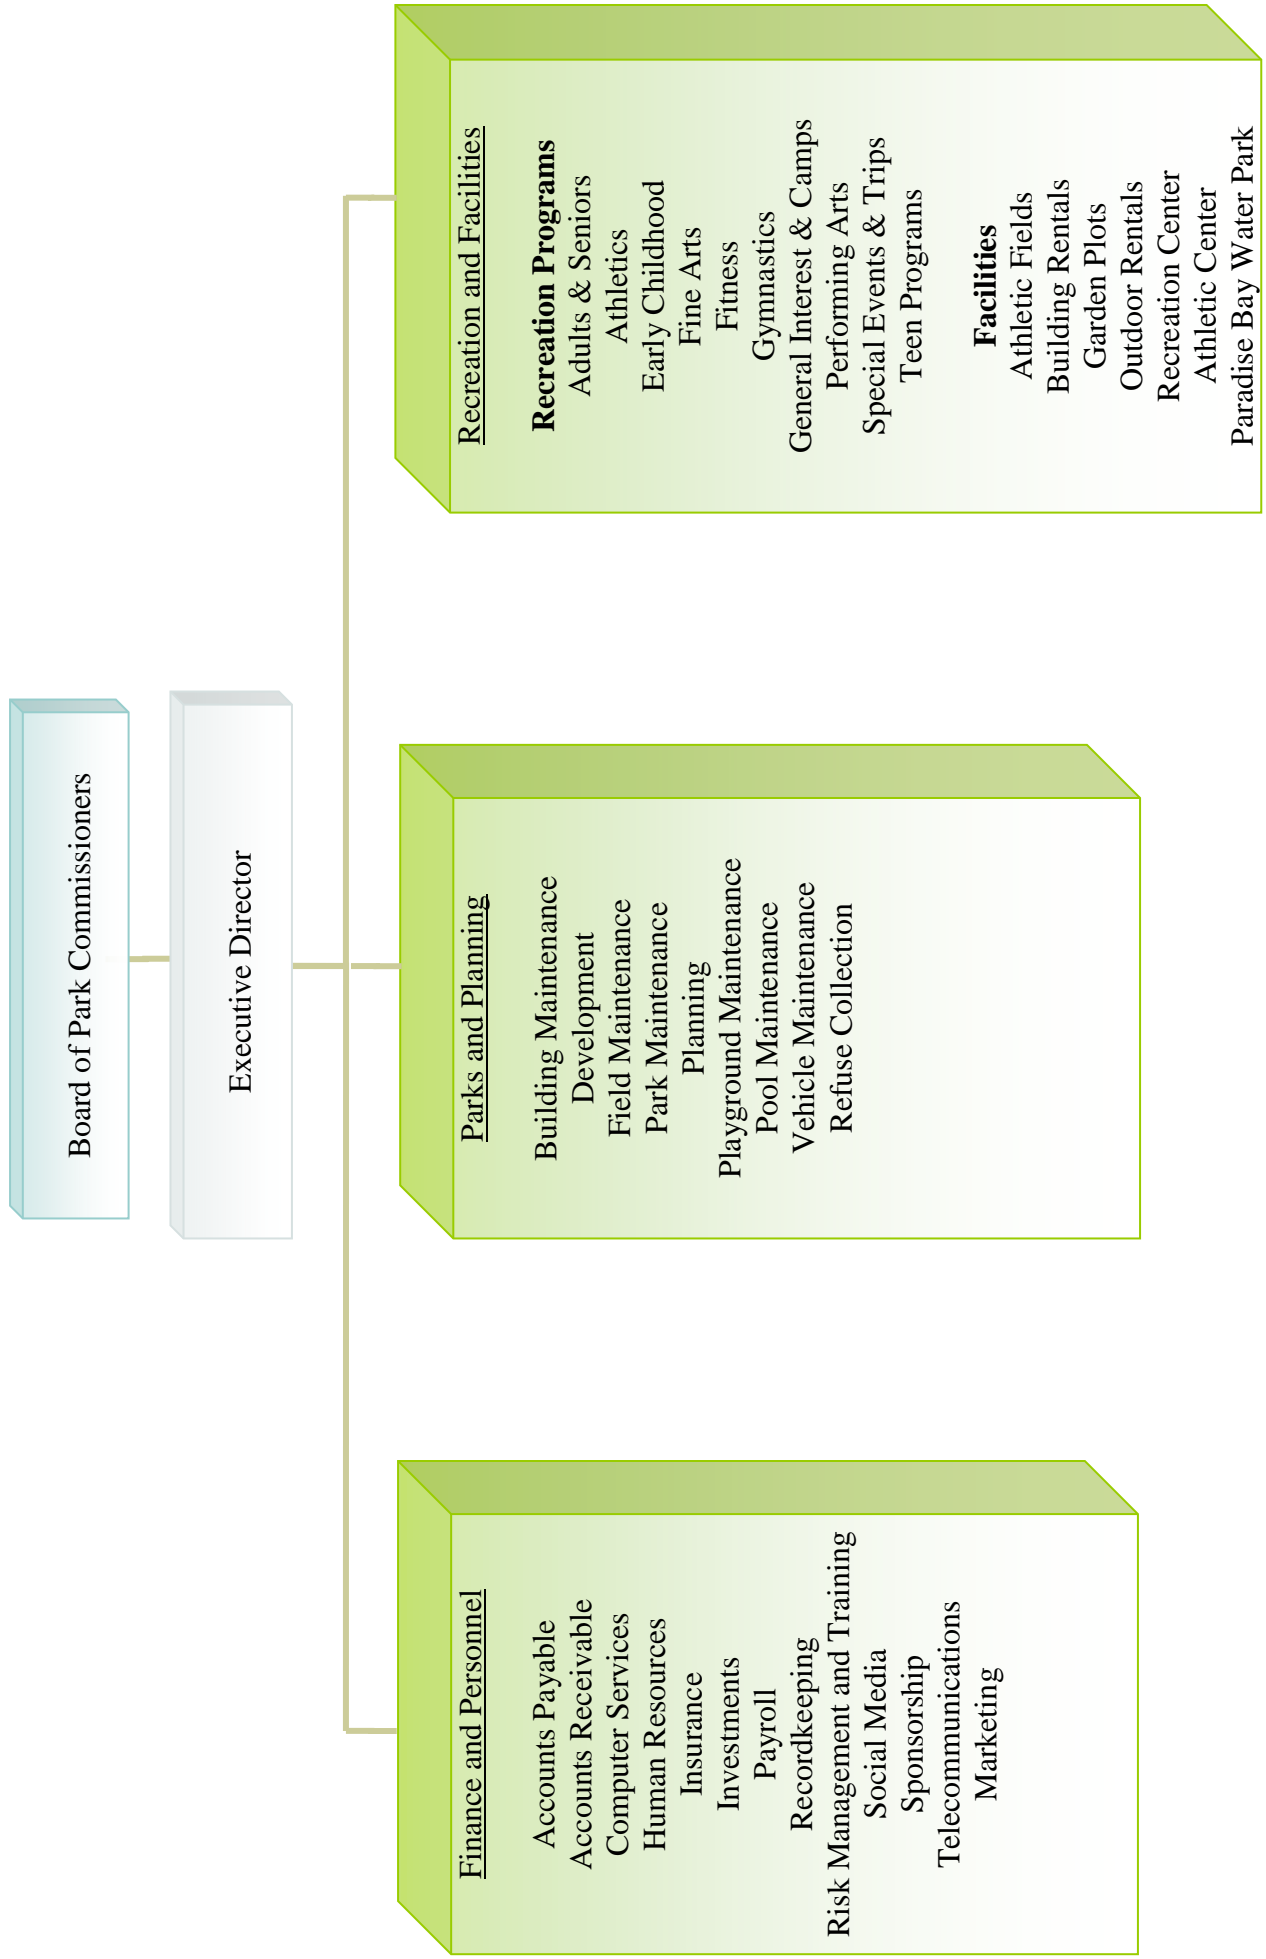 Board of Park Commissioners
Executive Director
Finance and Personnel
Accounts Payable
Accounts Receivable
Computer Services
Human Resources
Insurance
Investments
Payroll
Recordkeeping
Risk Management and Training
Social Media
Sponsorship
Telecommunications
Marketing
Parks and Planning
Building Maintenance
Development
Field Maintenance
Park Maintenance
Planning
Playground Maintenance
Pool Maintenance
Vehicle Maintenance
Refuse Collection
Recreation and Facilities
Recreation Programs
Adults & Seniors
Athletics
Early Childhood
Fine Arts
Fitness
Gymnastics
General Interest & Camps
Performing Arts
Special Events & Trips
Teen Programs
Facilities
Athletic Fields
Building Rentals
Garden Plots
Outdoor Rentals
Recreation Center
Athletic Center
Paradise Bay Water Park